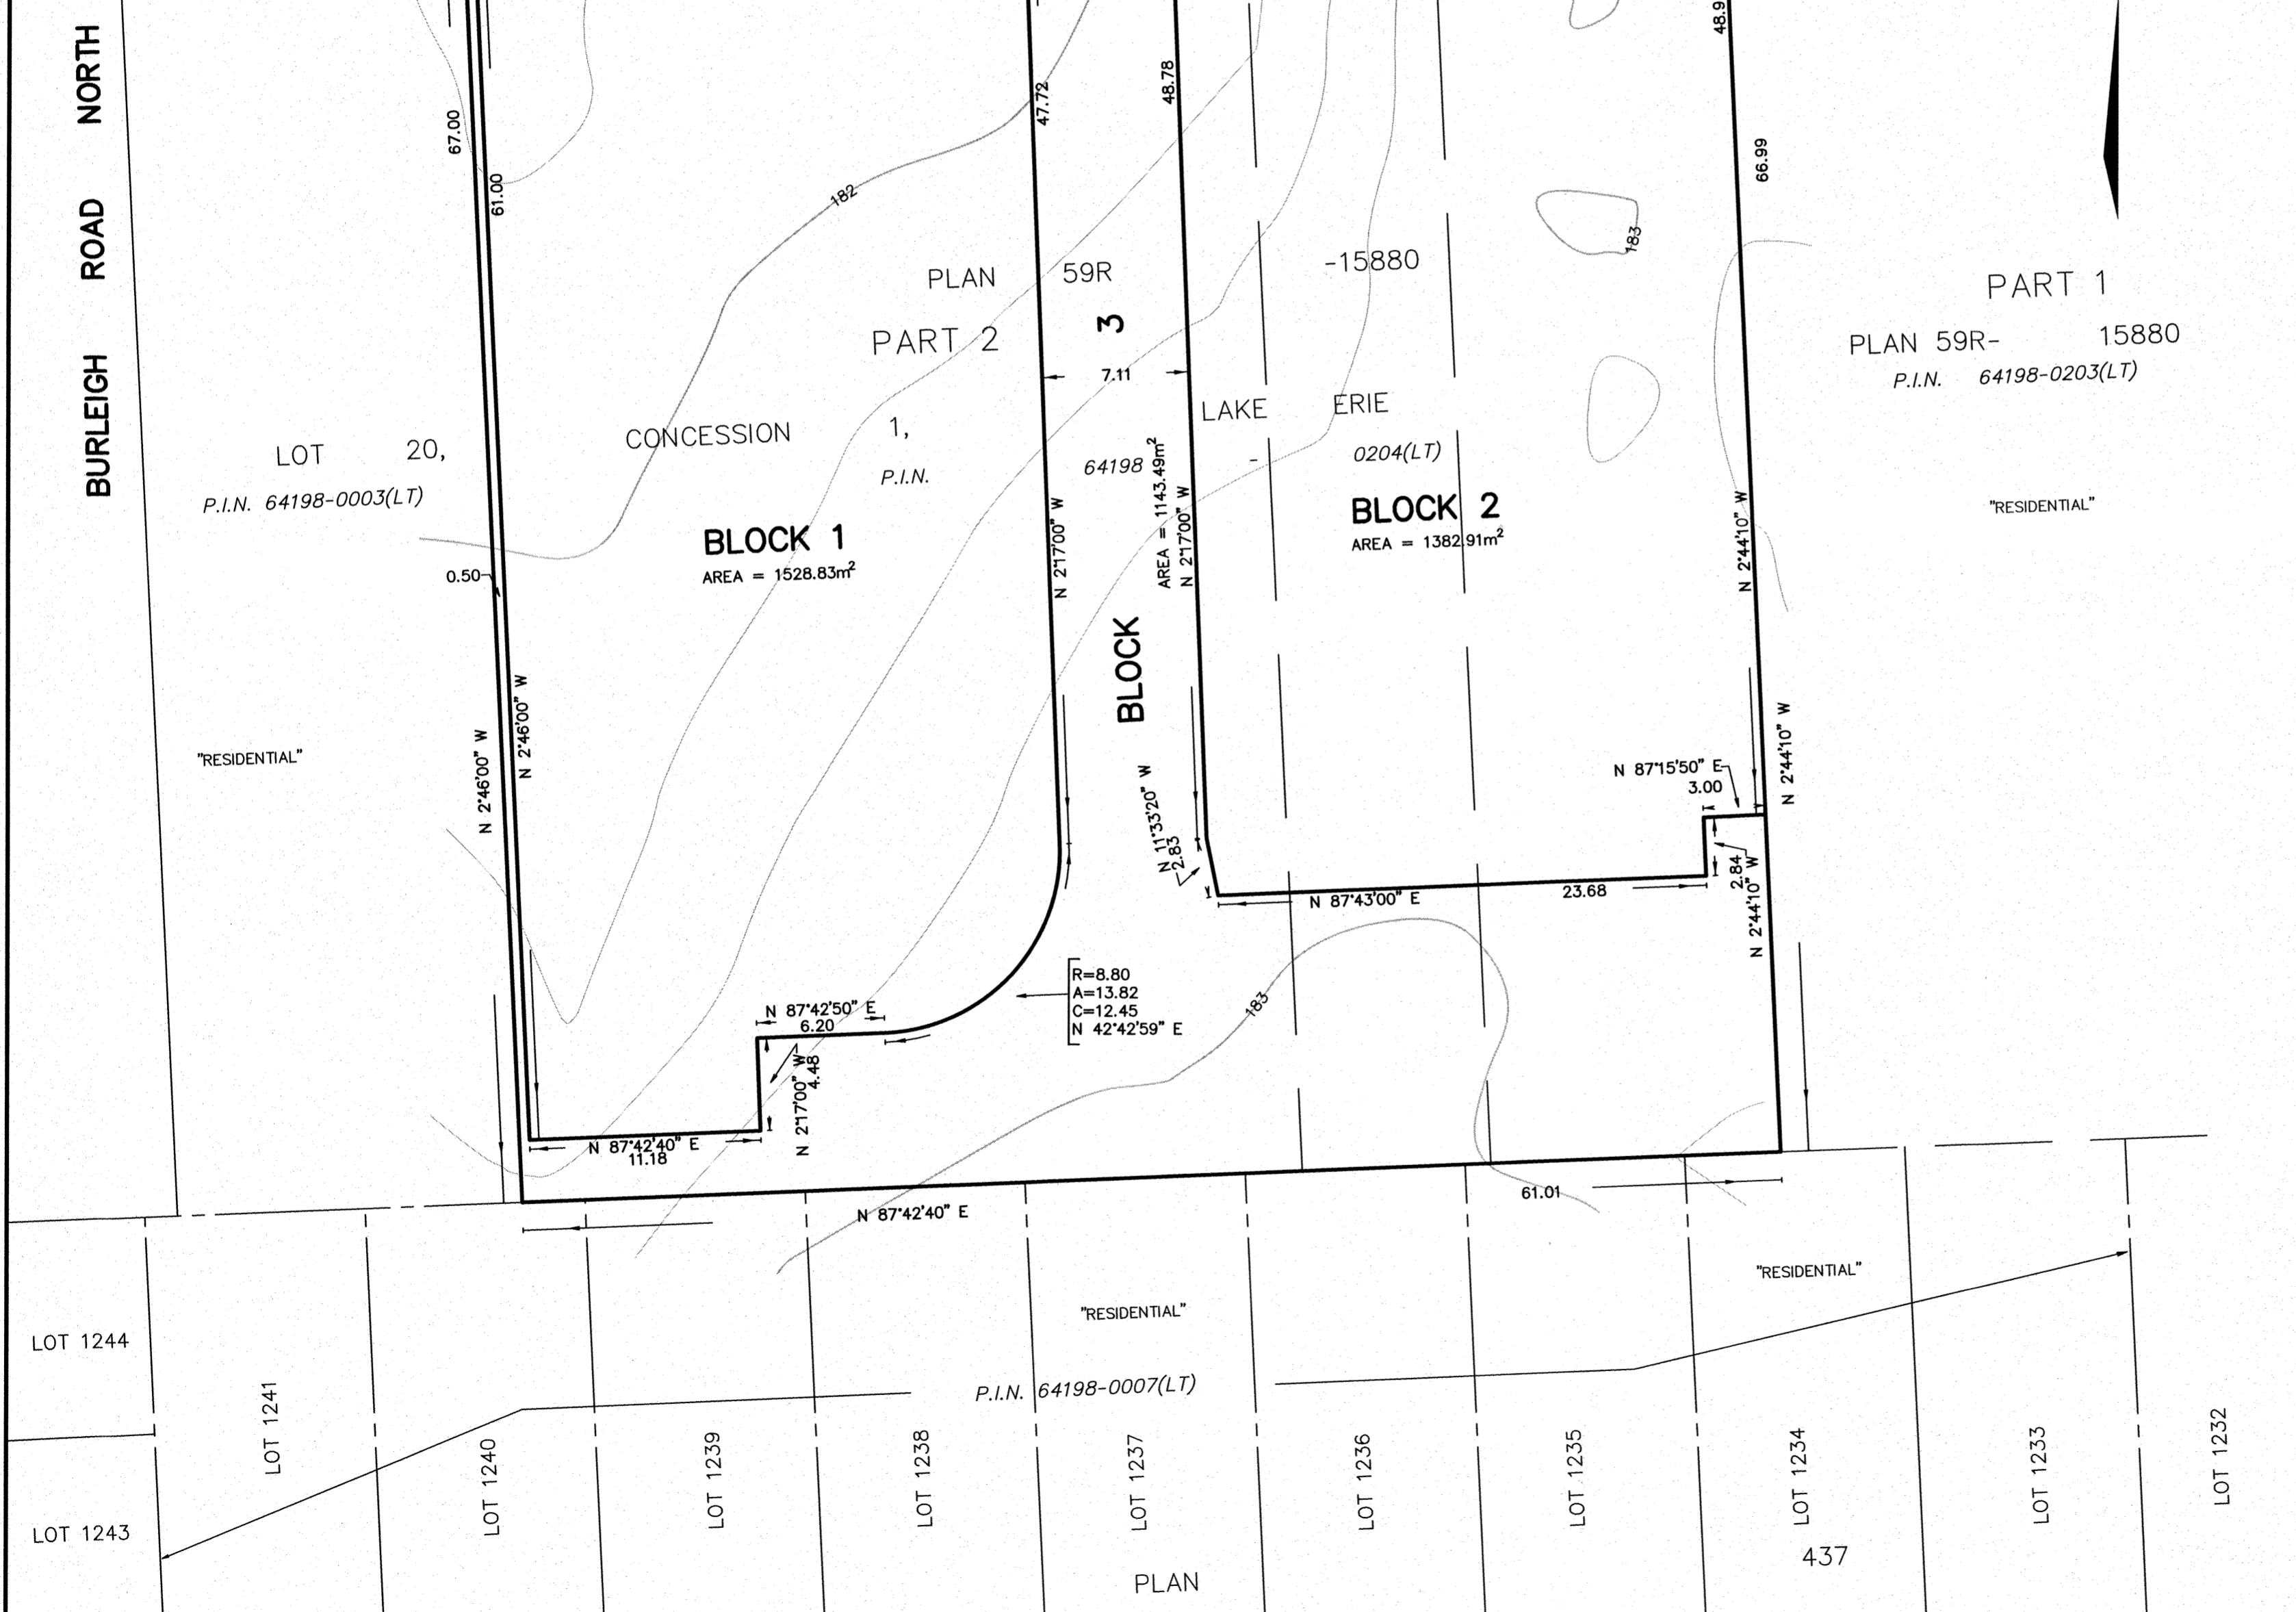 BURLEIGH ROAD NORTH
67.00
61.00
47.72
48.78
66.99
182
183
PLAN 59R -15880
PART 2
3
7.11
PART 1
PLAN 59R- 15880
P.I.N. 64198-0203(LT)
LOT 20, CONCESSION 1, LAKE ERIE
P.I.N. 64198-0003(LT)
P.I.N. 64198 - 0204(LT)
"RESIDENTIAL"
BLOCK 1
AREA = 1528.83m²
BLOCK 2
AREA = 1382.91m²
0.50
N 2°17'00" W
AREA = 1143.49m²
N 2°17'00" W
BLOCK
N 2°44'10" W
N 2°46'00" W
N 2°46'00" W
"RESIDENTIAL"
N 11°33'20" W
2.83
N 87°15'50" E
3.00
N 2°44'10" W
2.84
N 2°44'10" W
N 87°43'00" E
23.68
R=8.80
A=13.82
C=12.45
N 42°42'59" E
183
N 87°42'50" E
6.20
4.48
N 2°17'00" W
N 87°42'40" E
11.18
N 87°42'40" E
61.01
"RESIDENTIAL"
"RESIDENTIAL"
P.I.N. 64198-0007(LT)
LOT 1244
LOT 1243
LOT 1241
LOT 1240
LOT 1239
LOT 1238
LOT 1237
LOT 1236
LOT 1235
LOT 1234
LOT 1233
LOT 1232
PLAN 437